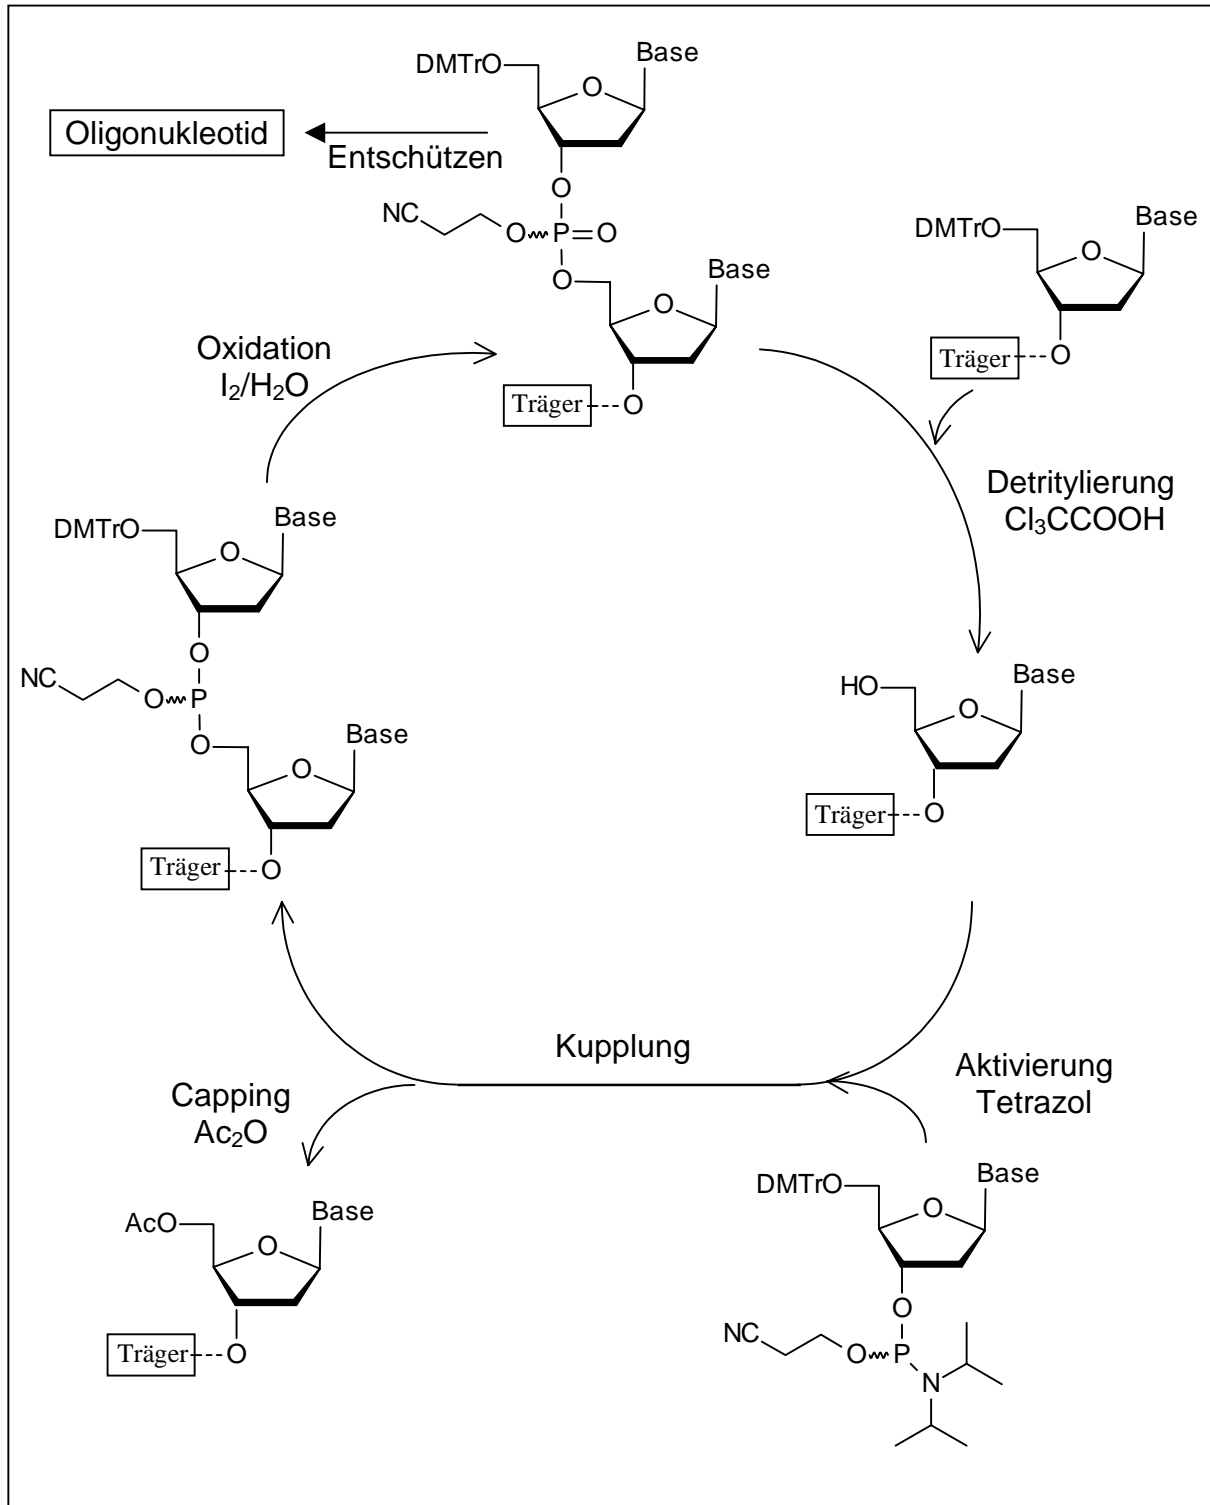 DMTrO
O
Base
Oligonukleotid
Entschützen
O
NC
O P=O
O
Base
O
Träger O
DMTrO
O
Base
Träger O
Oxidation
I₂/H₂O
Detritylierung
Cl₃CCOOH
DMTrO
O
Base
O
NC
O P
O
Base
O
Träger O
HO
O
Base
Träger O
Kupplung
Aktivierung
Tetrazol
Capping
Ac₂O
AcO
O
Base
Träger O
DMTrO
O
Base
O
NC
O P
N